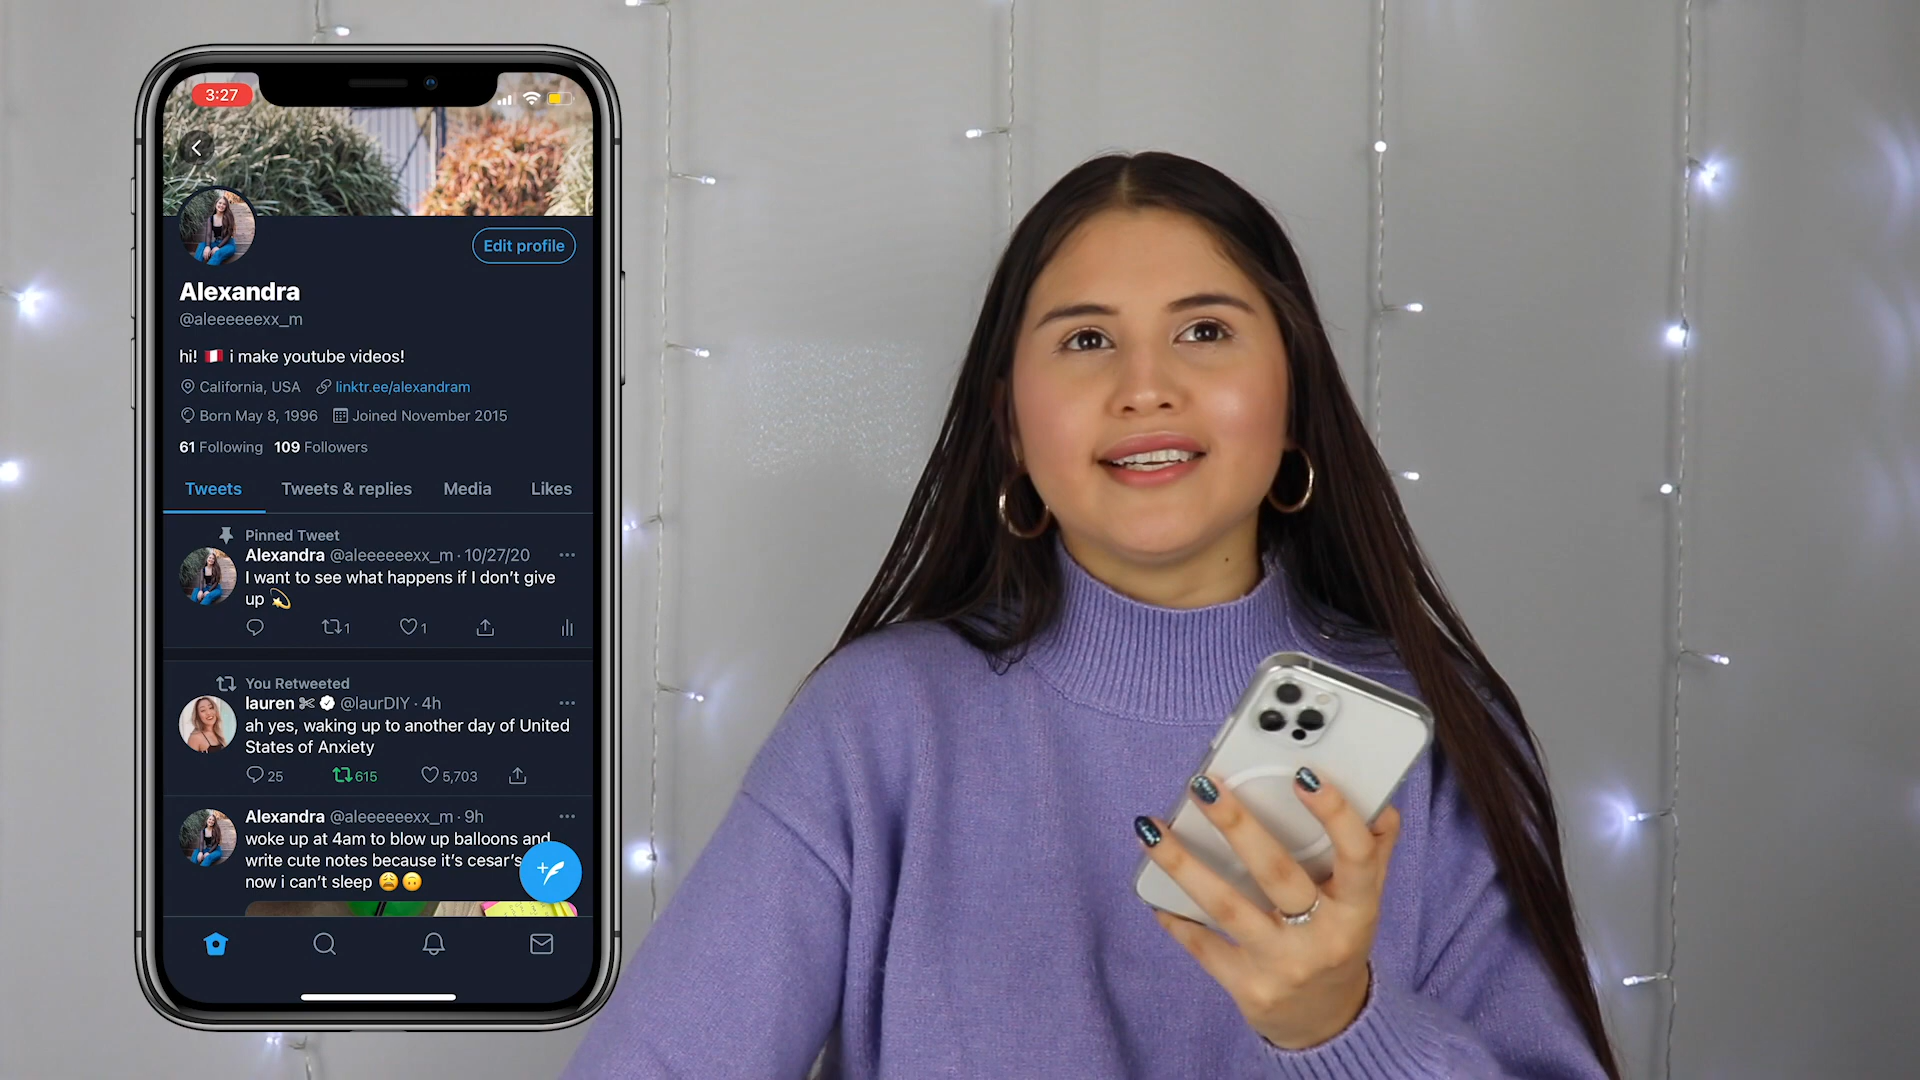 3:27
Edit profile
Alexandra
@aleeeeeexx_m
hi! 🇵🇪 i make youtube videos!
California, USA linktr.ee/alexandram
Born May 8, 1996 Joined November 2015
61 Following 109 Followers
Tweets Tweets & replies Media Likes
Pinned Tweet
Alexandra @aleeeeeexx_m · 10/27/20
I want to see what happens if I don't give
up 💫
1 1
You Retweeted
lauren ✂ @laurDIY · 4h
ah yes, waking up to another day of United
States of Anxiety
25 615 5,703
Alexandra @aleeeeeexx_m · 9h
woke up at 4am to blow up balloons and
write cute notes because it's cesar's
now i can't sleep 😩🙃